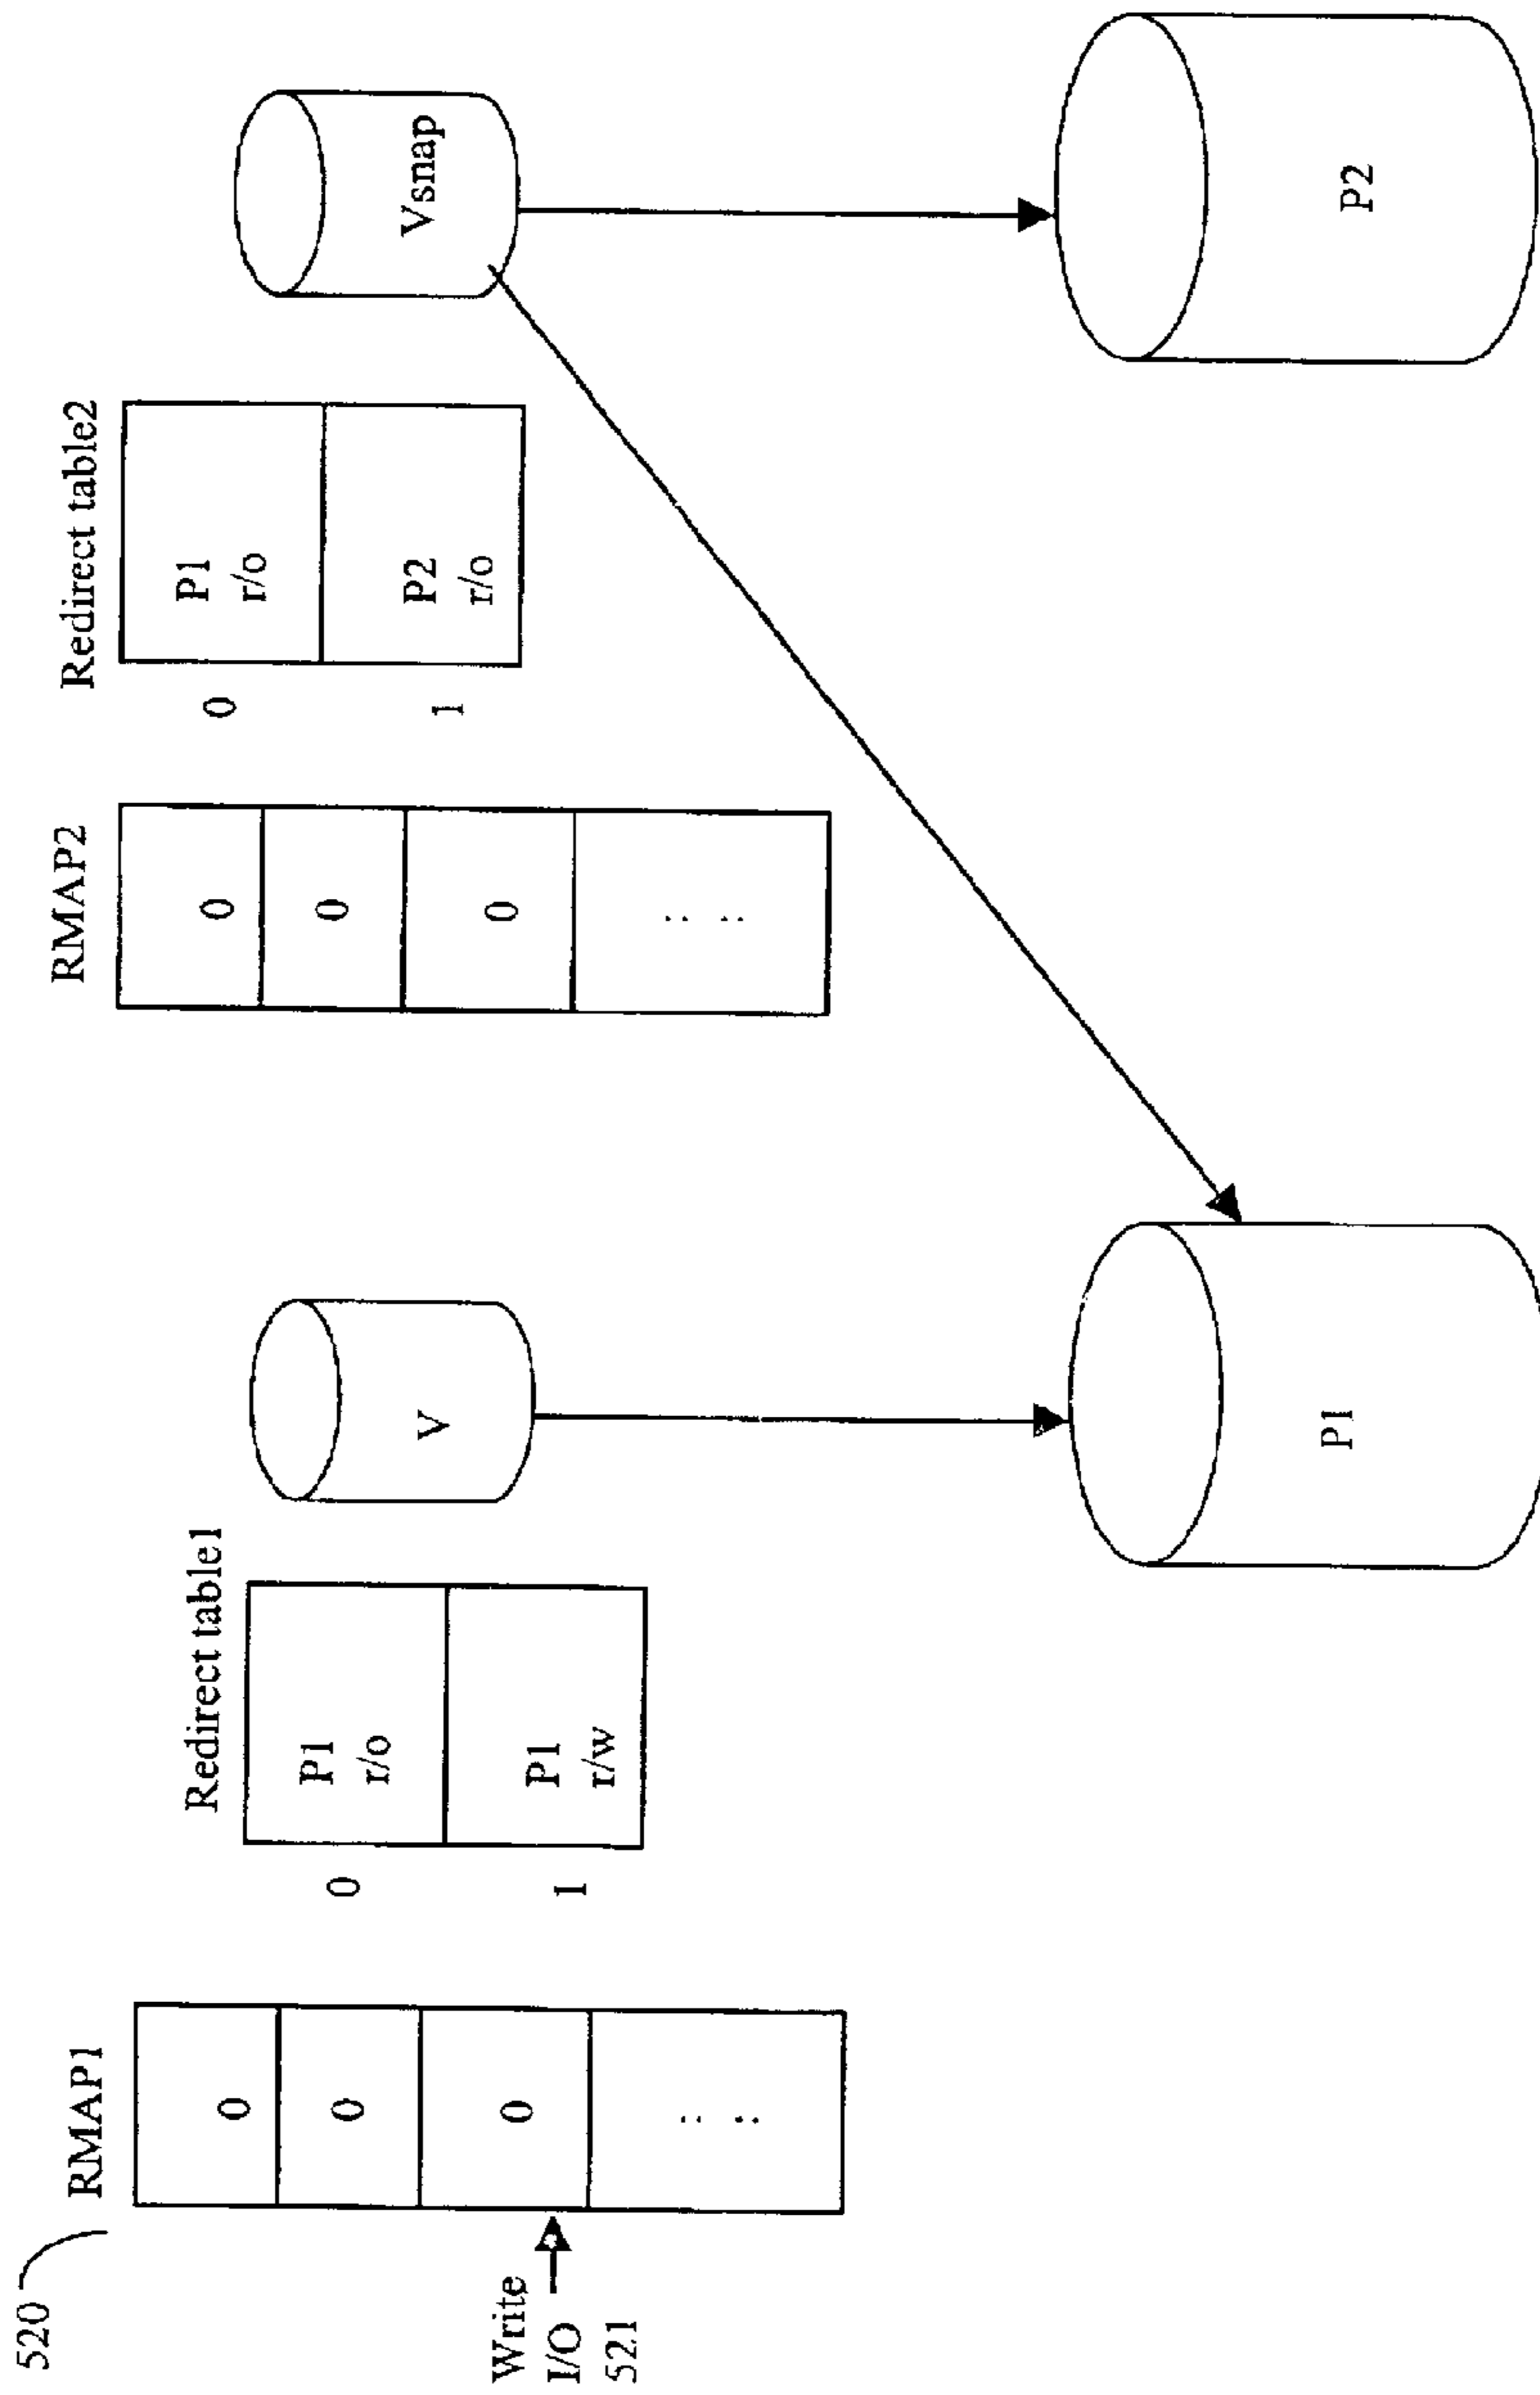 520
RMAP1
0
0
0
: :
Write
I/O
521
Redirect table1
0
P1
r/o
1
P1
r/w
V
P1
RMAP2
0
0
0
: :
Redirect table2
0
P1
r/o
1
P2
r/o
Vsnap
P2